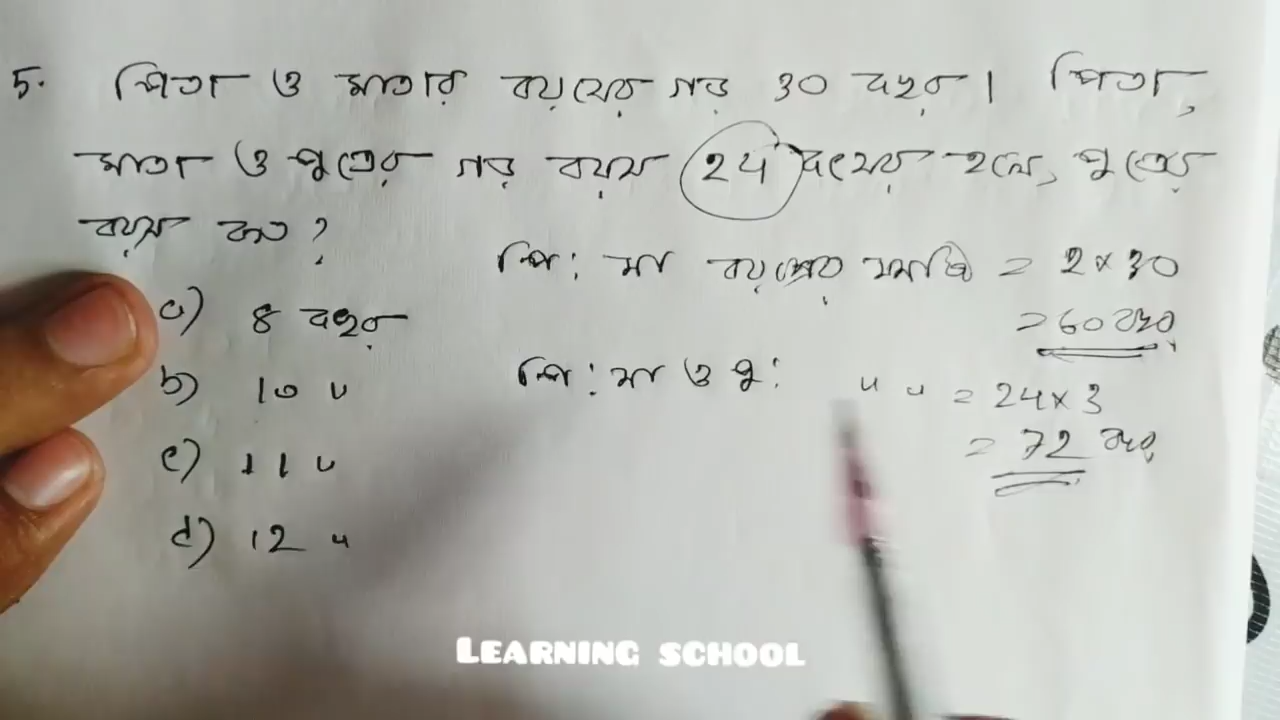 5. পিতা ও মাতার বয়সের গড় 30 বছর। পিতা,
মাতা ও পুত্রের গড় বয়স 24 বছর হলে, পুত্রের
বয়স কত?
a) 8 বছর
b) 10 "
c) 11 "
d) 12 "
পি: মা বয়সের সমষ্টি = 2 × 30
= 60 বছর
পি: মা ও পু: " " = 24 × 3
= 72 বছর
LEARNING SCHOOL